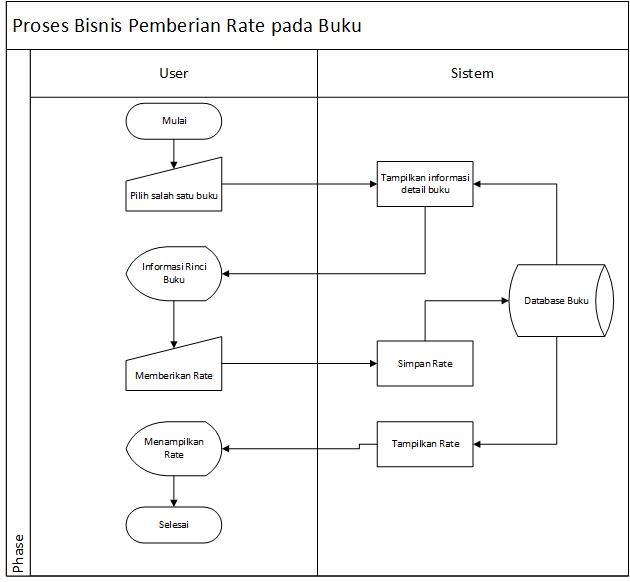 Proses Bisnis Pemberian Rate pada Buku
User
Sistem
Mulai
Pilih salah satu buku
Tampilkan informasi
detail buku
Informasi Rinci
Buku
Database Buku
Memberikan Rate
Simpan Rate
Menampilkan
Rate
Tampilkan Rate
Selesai
Phase